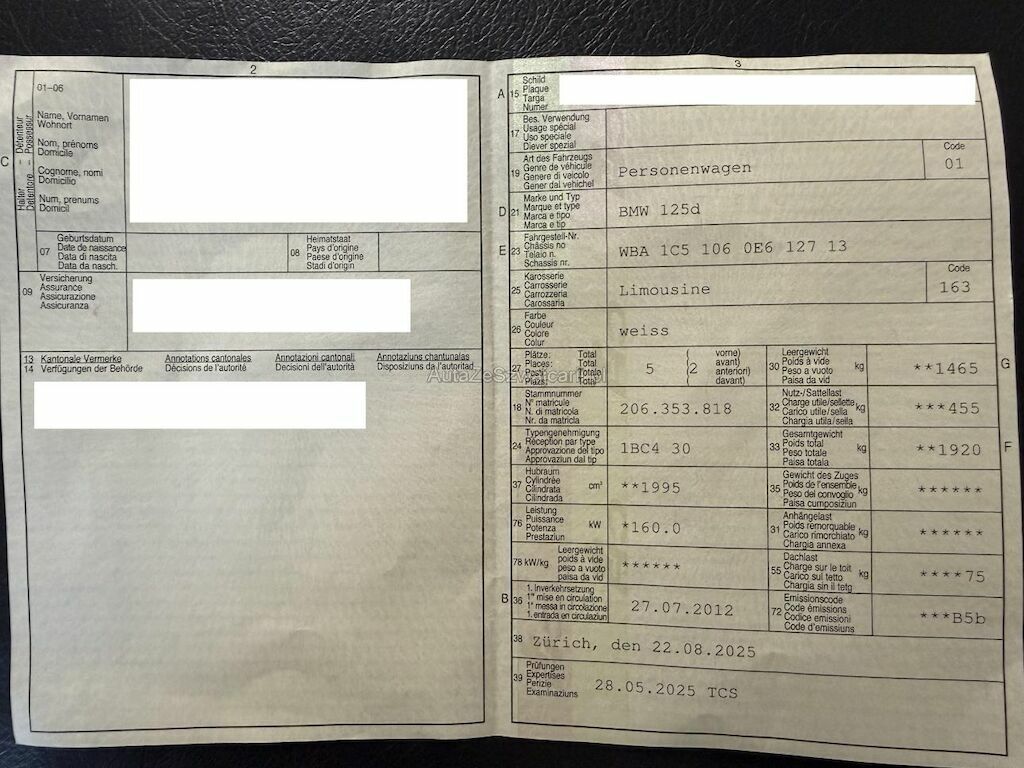 2
01–06
Name, Vornamen
Wohnort
Nom, prénoms
Domicile
Cognome, nomi
Domicilio
Num, prenums
Domicil
C
Halter – Détenteur
Detentore – Possessur
07
Geburtsdatum
Date de naissance
Data di nascita
Data da nasch.
08
Heimatstaat
Pays d'origine
Paese d'origine
Stadi d'origin
09
Versicherung
Assurance
Assicurazione
Assicuranza
13 Kantonale Vermerke Annotations cantonales Annotazioni cantonali Annotaziuns chantunalas
14 Verfügungen der Behörde Décisions de l'autorité Decisioni dell'autorità Disposiziuns da l'autoritad
3
A 15
Schild
Plaque
Targa
Numer
17
Bes. Verwendung
Usage spécial
Uso speciale
Diever spezial
19
Art des Fahrzeugs
Genre de véhicule
Genere di veicolo
Gener dal vehichel
Personenwagen
Code
01
D 21
Marke und Typ
Marque et type
Marca e tipo
Marca e tip
BMW 125d
E 23
Fahrgestell-Nr.
Châssis no
Telaio n.
Schassis nr.
WBA 1C5 106 0E6 127 13
25
Karosserie
Carrosserie
Carrozzeria
Carossaria
Limousine
Code
163
26
Farbe
Couleur
Colore
Colur
weiss
27
Plätze: Total
Places: Total
Posti: Totale
Plazs: Total
5
(2
vorne)
avant)
anteriori)
davant)
30
Leergewicht
Poids à vide
Peso a vuoto
Paisa da vid
kg
**1465
G
18
Stammnummer
N° matricule
N. di matricola
Nr. da matricla
206.353.818
32
Nutz-/Sattellast
Charge utile/sellette
Carico utile/sella
Chargia utila/sella
kg
***455
24
Typengenehmigung
Réception par type
Approvazione del tipo
Approvaziun dal tip
1BC4 30
33
Gesamtgewicht
Poids total
Peso totale
Paisa totala
kg
**1920
F
37
Hubraum
Cylindrée
Cilindrata
Cilindrada
cm³
**1995
35
Gewicht des Zuges
Poids de l'ensemble
Peso del convoglio
Paisa cumposiziun
kg
******
76
Leistung
Puissance
Potenza
Prestaziun
kW
*160.0
31
Anhängelast
Poids remorquable
Carico rimorchiato
Chargia annexa
kg
******
78 kW/kg
Leergewicht
poids à vide
peso a vuoto
paisa da vid
******
55
Dachlast
Charge sur le toit
Carico sul tetto
Chargia sin il tetg
kg
****75
B 36
1. Inverkehrsetzung
1re mise en circulation
1a messa in circolazione
1. entrada en circulaziun
27.07.2012
72
Emissionscode
Code émissions
Codice emissioni
Code d'emissiuns
***B5b
38
Zürich, den 22.08.2025
39
Prüfungen
Expertises
Perizie
Examinaziuns
28.05.2025 TCS
AutaZeSzwajcarii.pl